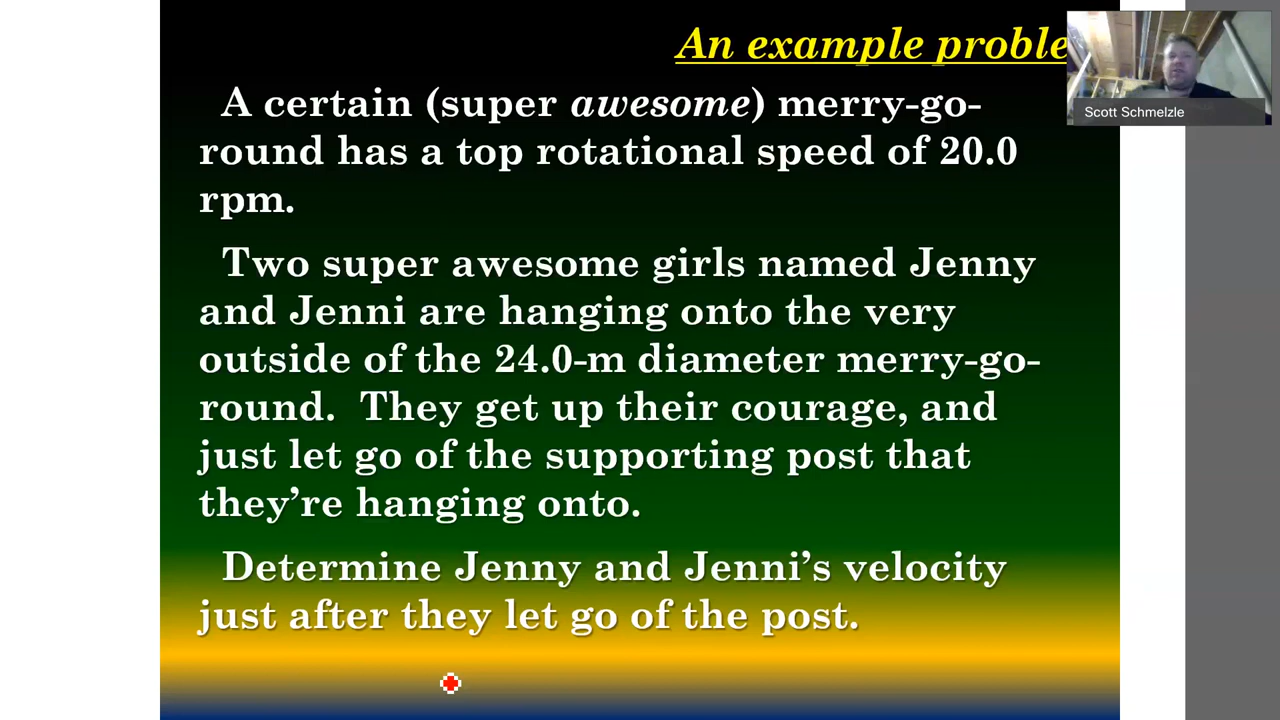 An example proble
Scott Schmelzle
A certain (super awesome) merry-go-
round has a top rotational speed of 20.0
rpm.
Two super awesome girls named Jenny
and Jenni are hanging onto the very
outside of the 24.0-m diameter merry-go-
round.  They get up their courage, and
just let go of the supporting post that
they’re hanging onto.
Determine Jenny and Jenni’s velocity
just after they let go of the post.